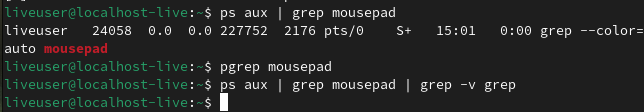 liveuser@localhost-live:~$ ps aux | grep mousepad
liveuser   24058  0.0  0.0 227752  2176 pts/0    S+   15:01   0:00 grep --color=
auto mousepad
liveuser@localhost-live:~$ pgrep mousepad
liveuser@localhost-live:~$ ps aux | grep mousepad | grep -v grep
liveuser@localhost-live:~$